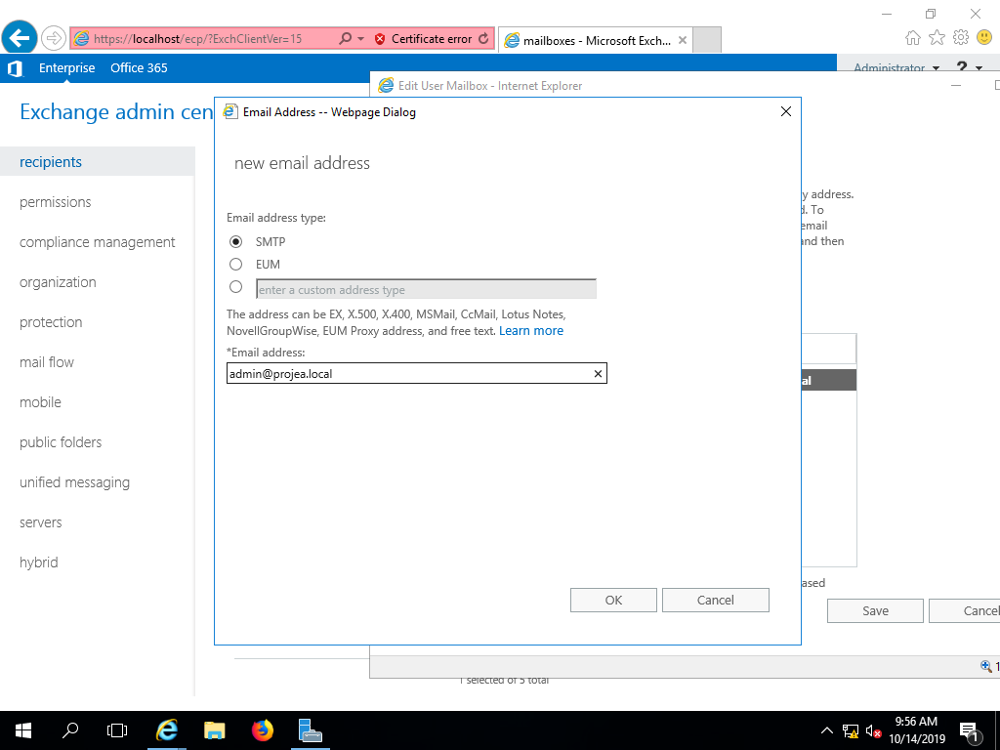 https://localhost/ecp/?ExchClientVer=15
Certificate error
mailboxes - Microsoft Exch...
Enterprise
Office 365
Administrator
?
Edit User Mailbox - Internet Explorer
Exchange admin cen
Email Address -- Webpage Dialog
new email address
recipients
permissions
compliance management
organization
protection
mail flow
mobile
public folders
unified messaging
servers
hybrid
Email address type:
SMTP
EUM
enter a custom address type
The address can be EX, X.500, X.400, MSMail, CcMail, Lotus Notes,
NovellGroupWise, EUM Proxy address, and free text. Learn more
*Email address:
admin@projea.local
OK
Cancel
y address.
d. To
email
and then
al
ased
Save
Cancel
1
1 selected of 5 total
9:56 AM
10/14/2019
1